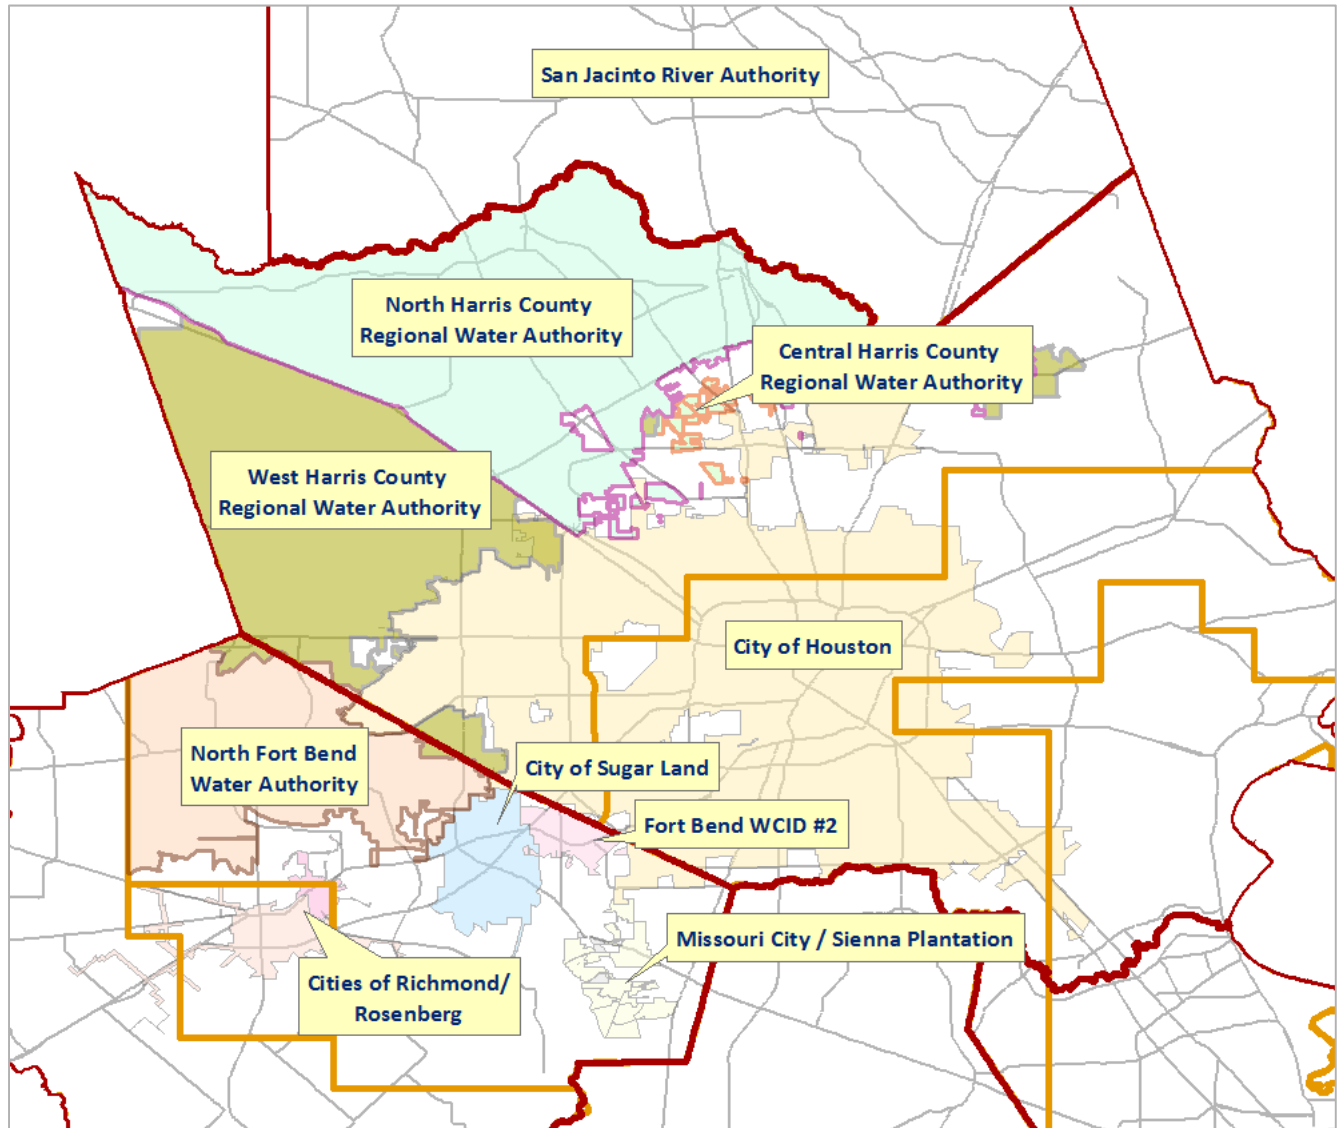 San Jacinto River Authority
North Harris County
Regional Water Authority
Central Harris County
Regional Water Authority
West Harris County
Regional Water Authority
City of Houston
North Fort Bend
Water Authority
City of Sugar Land
Fort Bend WCID #2
Missouri City / Sienna Plantation
Cities of Richmond/
Rosenberg